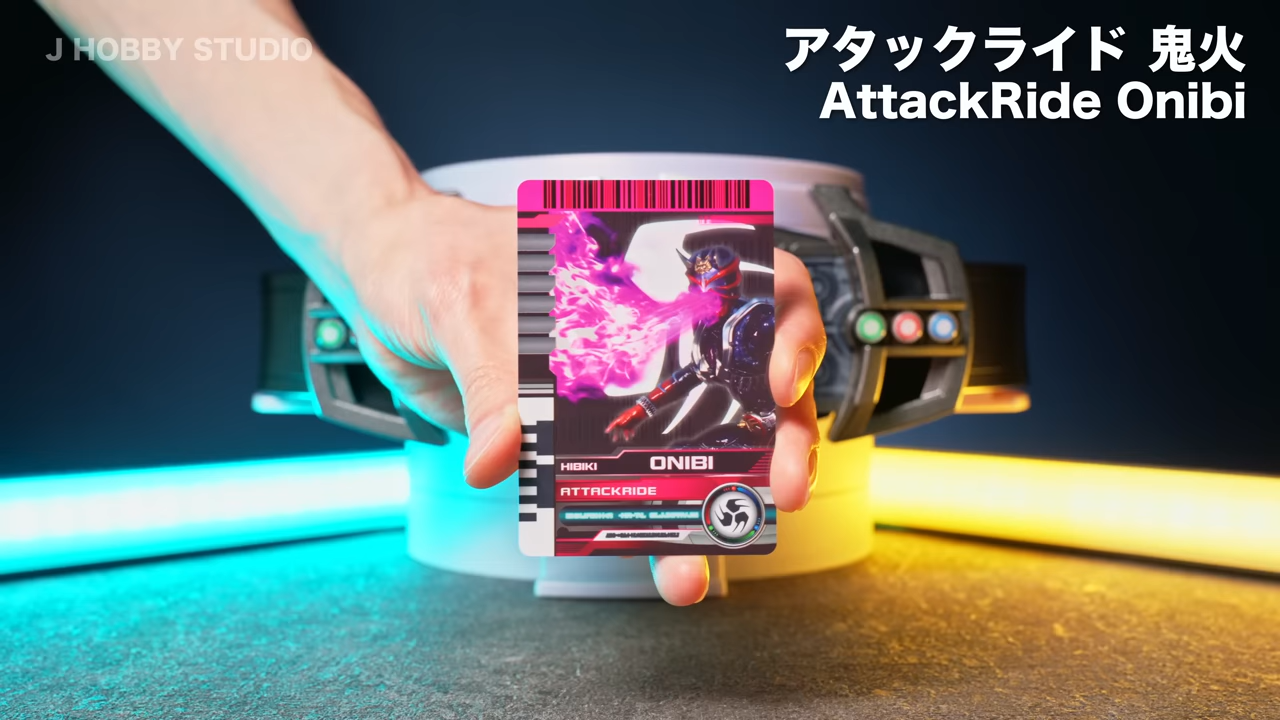 J HOBBY STUDIO
アタックライド 鬼火
AttackRide Onibi
HIBIKI ONIBI
ATTACKRIDE